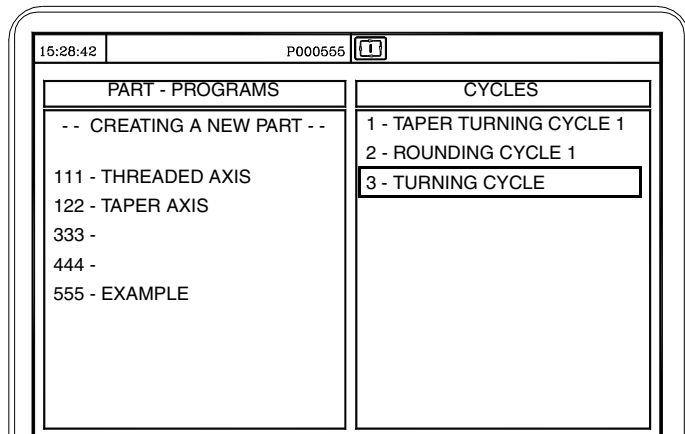 15:28:42
P000555
PART - PROGRAMS
- - CREATING A NEW PART - -
111 - THREADED AXIS
122 - TAPER AXIS
333 -
444 -
555 - EXAMPLE
CYCLES
1 - TAPER TURNING CYCLE 1
2 - ROUNDING CYCLE 1
3 - TURNING CYCLE